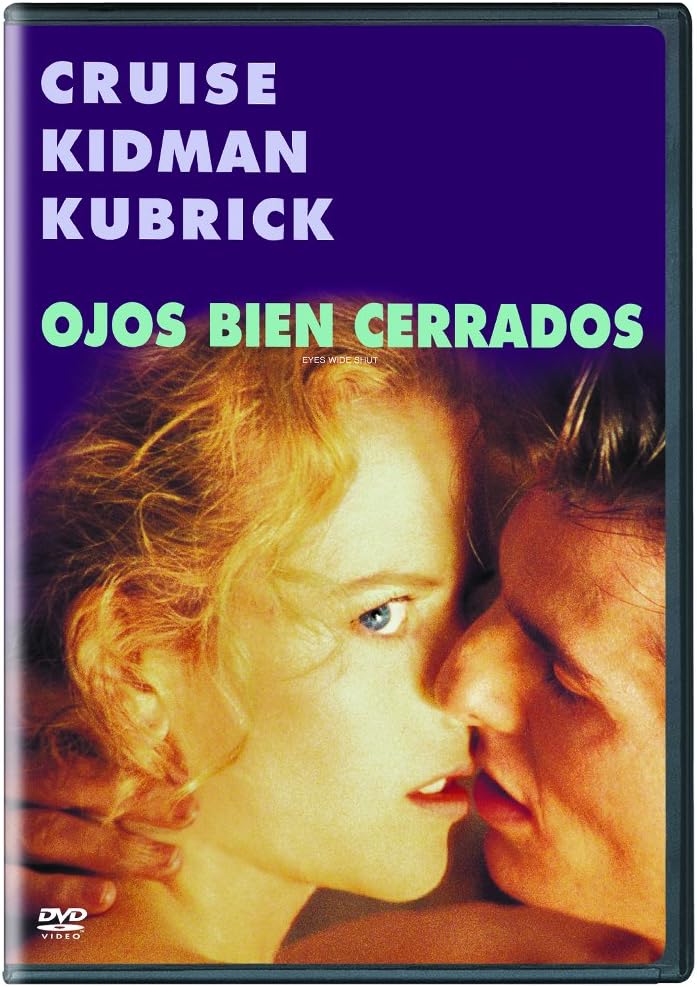 CRUISE
KIDMAN
KUBRICK
OJOS BIEN CERRADOS
EYES WIDE SHUT
DVD
VIDEO